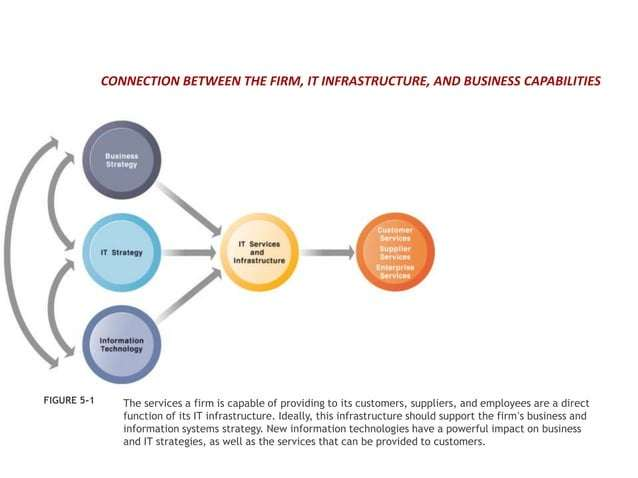 CONNECTION BETWEEN THE FIRM, IT INFRASTRUCTURE, AND BUSINESS CAPABILITIES
Business
Strategy
IT Strategy
Information
Technology
IT Services
and
Infrastructure
Customer
Services
Supplier
Services
Enterprise
Services
FIGURE 5-1
The services a firm is capable of providing to its customers, suppliers, and employees are a direct
function of its IT infrastructure. Ideally, this infrastructure should support the firm's business and
information systems strategy. New information technologies have a powerful impact on business
and IT strategies, as well as the services that can be provided to customers.